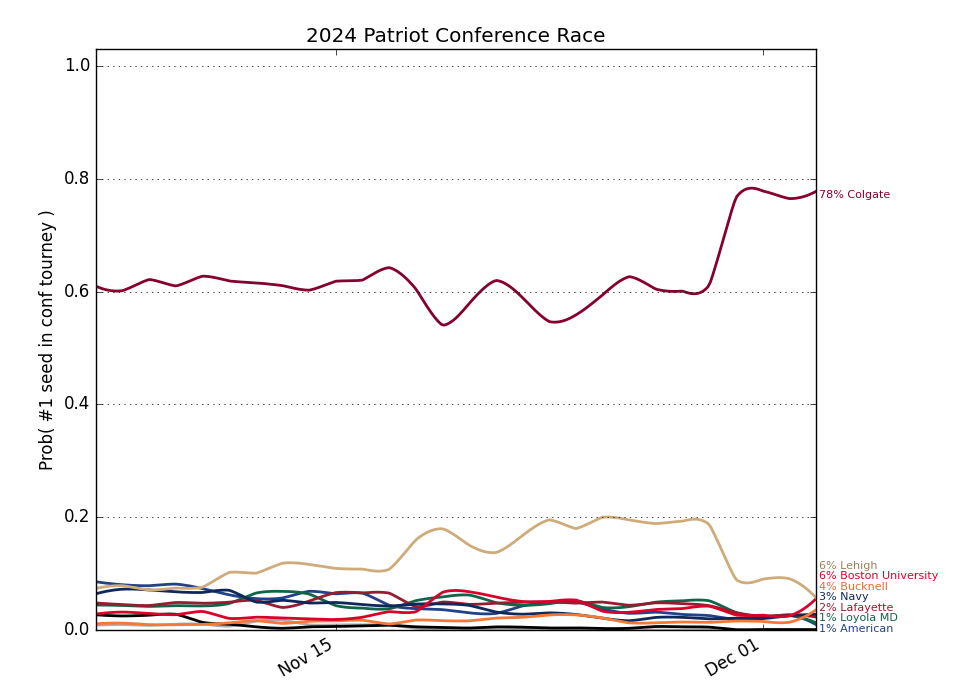 2024 Patriot Conference Race
Prob( #1 seed in conf tourney )
1.0
0.8
0.6
0.4
0.2
0.0
Nov 15
Dec 01
78% Colgate
6% Lehigh
6% Boston University
4% Bucknell
3% Navy
2% Lafayette
1% Loyola MD
1% American